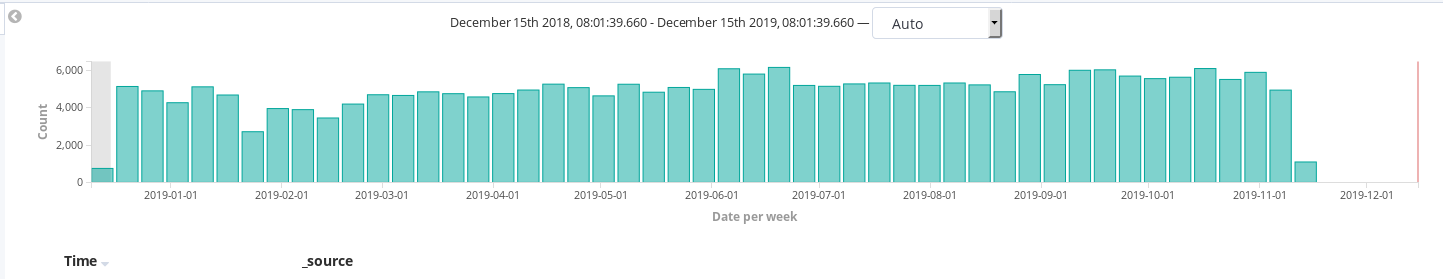 December 15th 2018, 08:01:39.660 - December 15th 2019, 08:01:39.660 — Auto
6,000
4,000
2,000
0
Count
2019-01-01 2019-02-01 2019-03-01 2019-04-01 2019-05-01 2019-06-01 2019-07-01 2019-08-01 2019-09-01 2019-10-01 2019-11-01 2019-12-01
Date per week
Time _source